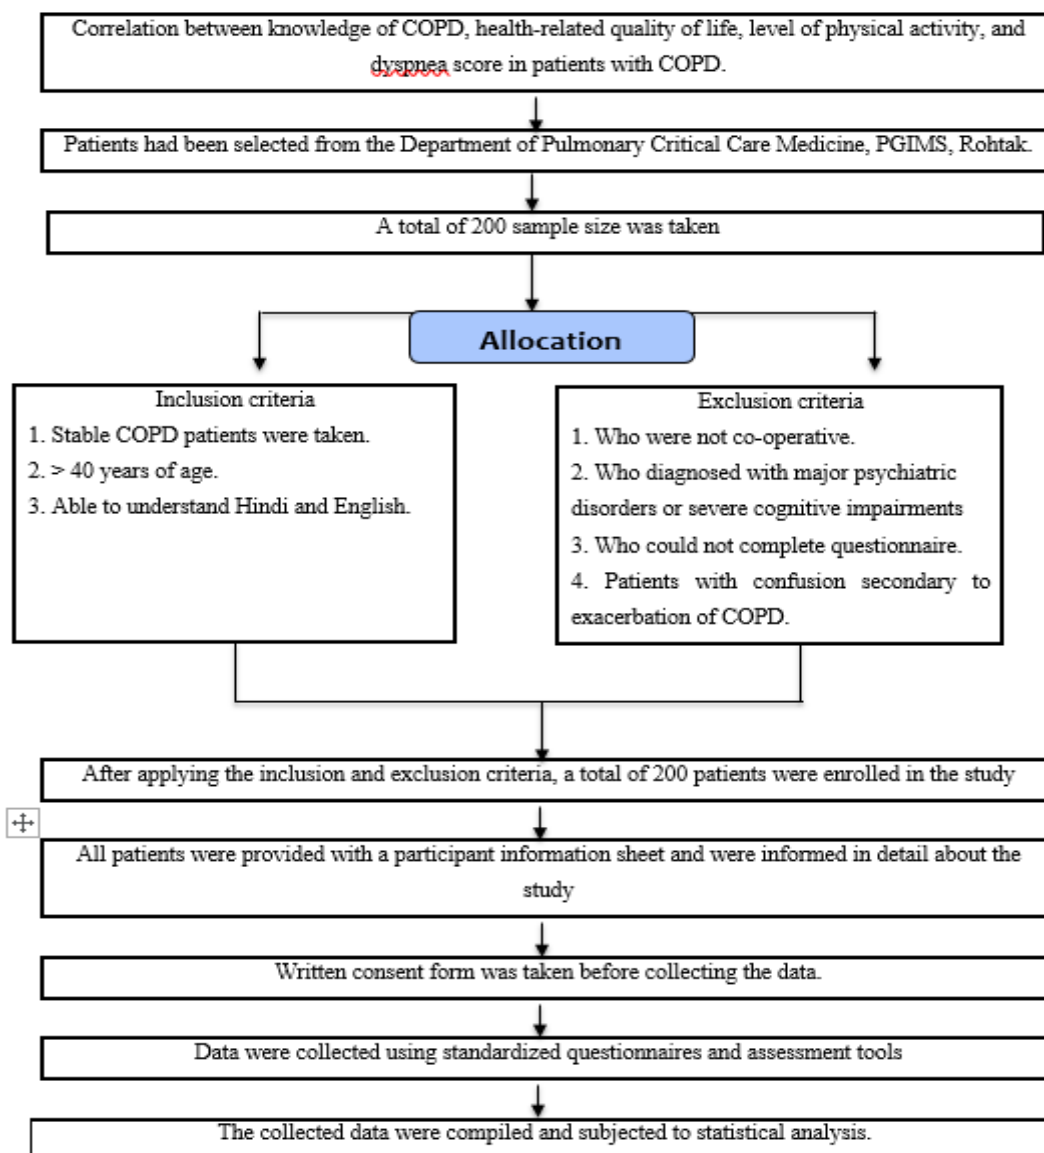 Correlation between knowledge of COPD, health-related quality of life, level of physical activity, and
dyspnea score in patients with COPD.
Patients had been selected from the Department of Pulmonary Critical Care Medicine, PGIMS, Rohtak.
A total of 200 sample size was taken
Allocation
Inclusion criteria
1. Stable COPD patients were taken.
2. > 40 years of age.
3. Able to understand Hindi and English.
Exclusion criteria
1. Who were not co-operative.
2. Who diagnosed with major psychiatric
disorders or severe cognitive impairments
3. Who could not complete questionnaire.
4. Patients with confusion secondary to
exacerbation of COPD.
After applying the inclusion and exclusion criteria, a total of 200 patients were enrolled in the study
All patients were provided with a participant information sheet and were informed in detail about the
study
Written consent form was taken before collecting the data.
Data were collected using standardized questionnaires and assessment tools
The collected data were compiled and subjected to statistical analysis.